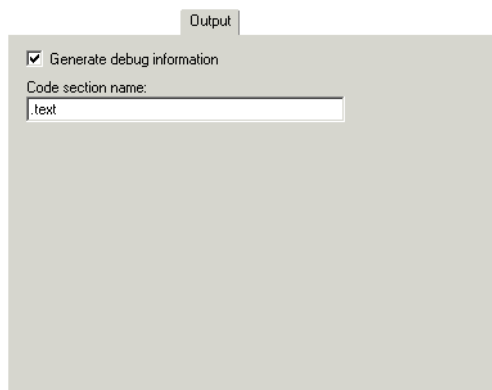 Output
Generate debug information
Code section name:
.text